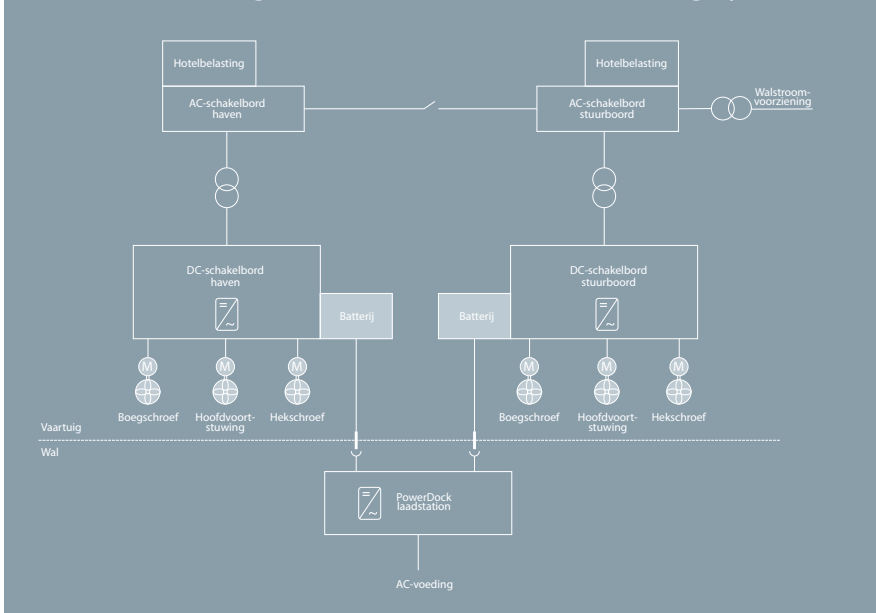 Hotelbelasting
Hotelbelasting
AC-schakelbord
haven
AC-schakelbord
stuurboord
Walstroom-
voorziening
DC-schakelbord
haven
DC-schakelbord
stuurboord
=
~
Batterij
Batterij
=
~
M
M
M
M
M
M
Boegschroef
Hoofdvoort-
stuwing
Hekschroef
Boegschroef
Hoofdvoort-
stuwing
Hekschroef
Vaartuig
Wal
=
~
PowerDock
laadstation
AC-voeding